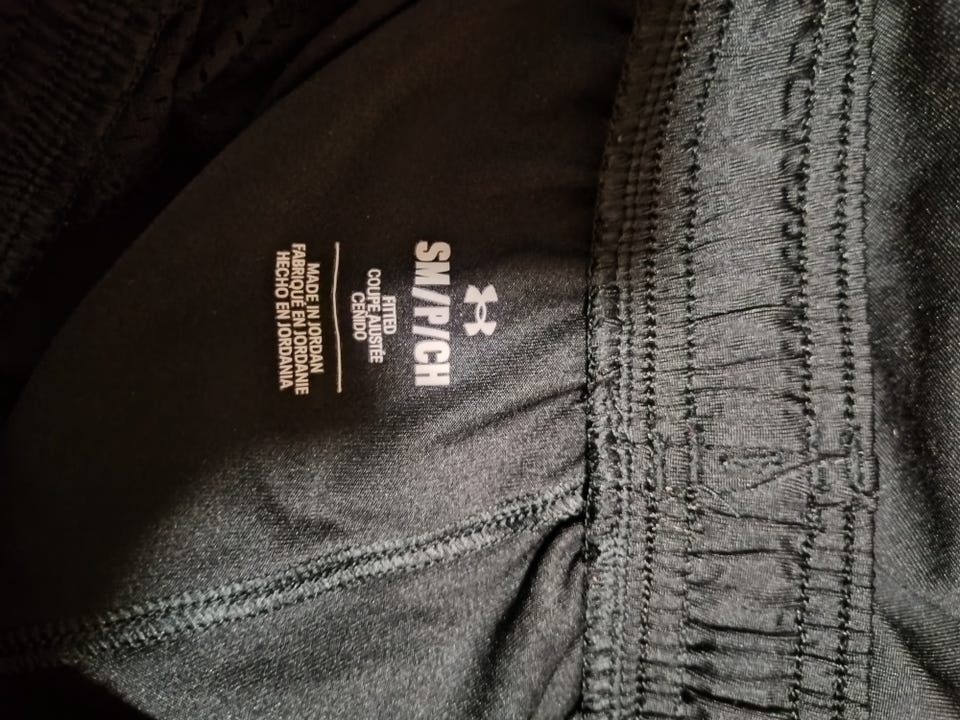 SM/P/CH
FITTED
COUPE AJUSTÉE
CEÑIDO
MADE IN JORDAN
FABRIQUÉ EN JORDANIE
HECHO EN JORDANIA